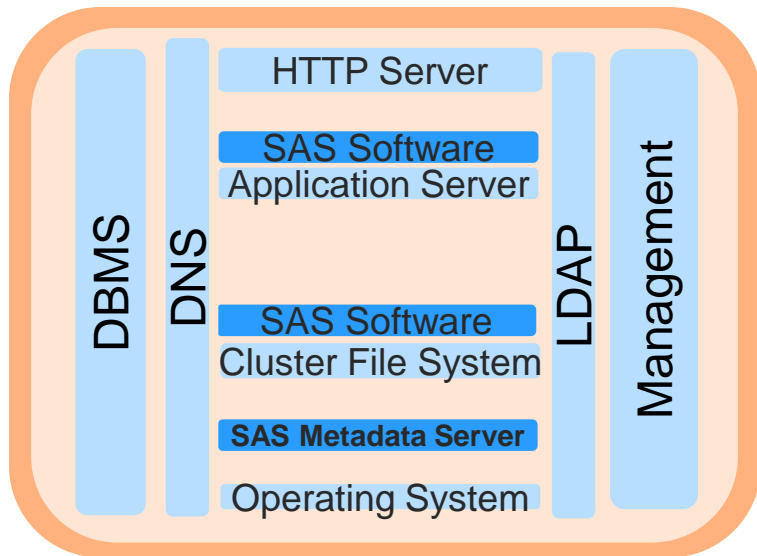 DBMS
DNS
HTTP Server
SAS Software
Application Server
SAS Software
Cluster File System
SAS Metadata Server
Operating System
LDAP
Management